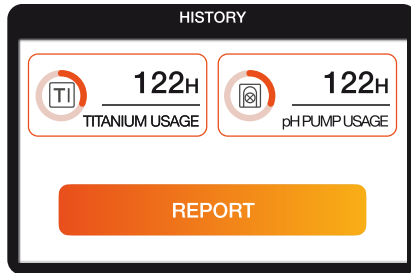 HISTORY
TI
122H
TITANIUM USAGE
122H
pH PUMP USAGE
REPORT